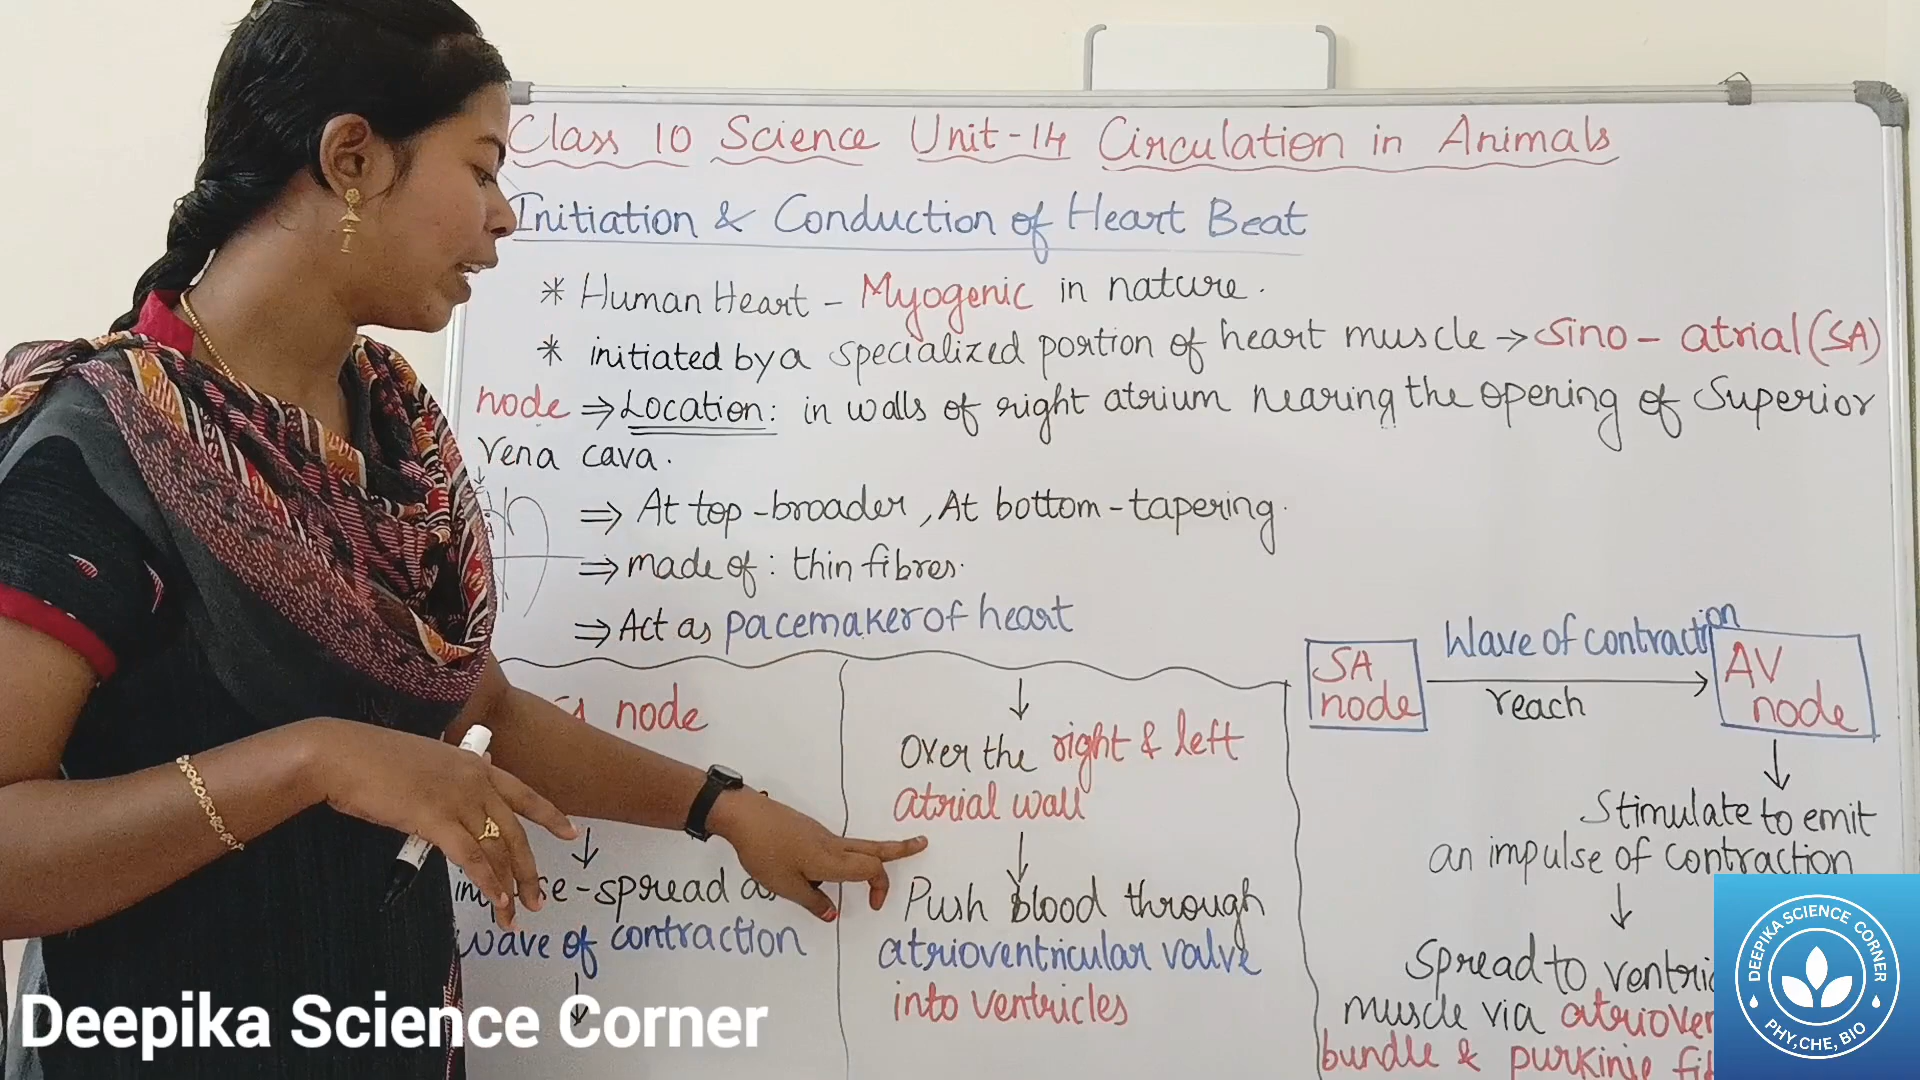 Class 10 Science Unit-14 Circulation in Animals
Initiation & Conduction of Heart Beat
* Human Heart - Myogenic in nature.
* initiated by a specialized portion of heart muscle → Sino - atrial (SA)
node ⇒ Location: in walls of right atrium nearing the opening of Superior
vena cava.
⇒ At top - broader, At bottom - tapering.
⇒ made of : thin fibres.
⇒ Act as pacemaker of heart
node
↓
spread
wave of contraction
↓
↓
Over the right & left
atrial wall
↓
Push blood through
atrioventricular valve
into ventricles
SA node
Wave of contraction
→
reach
AV node
↓
Stimulate to emit
an impulse of contraction
↓
Spread to
muscle via
bundle & purkinje
Deepika Science Corner
DEEPIKA SCIENCE CORNER
PHY,CHE, BIO